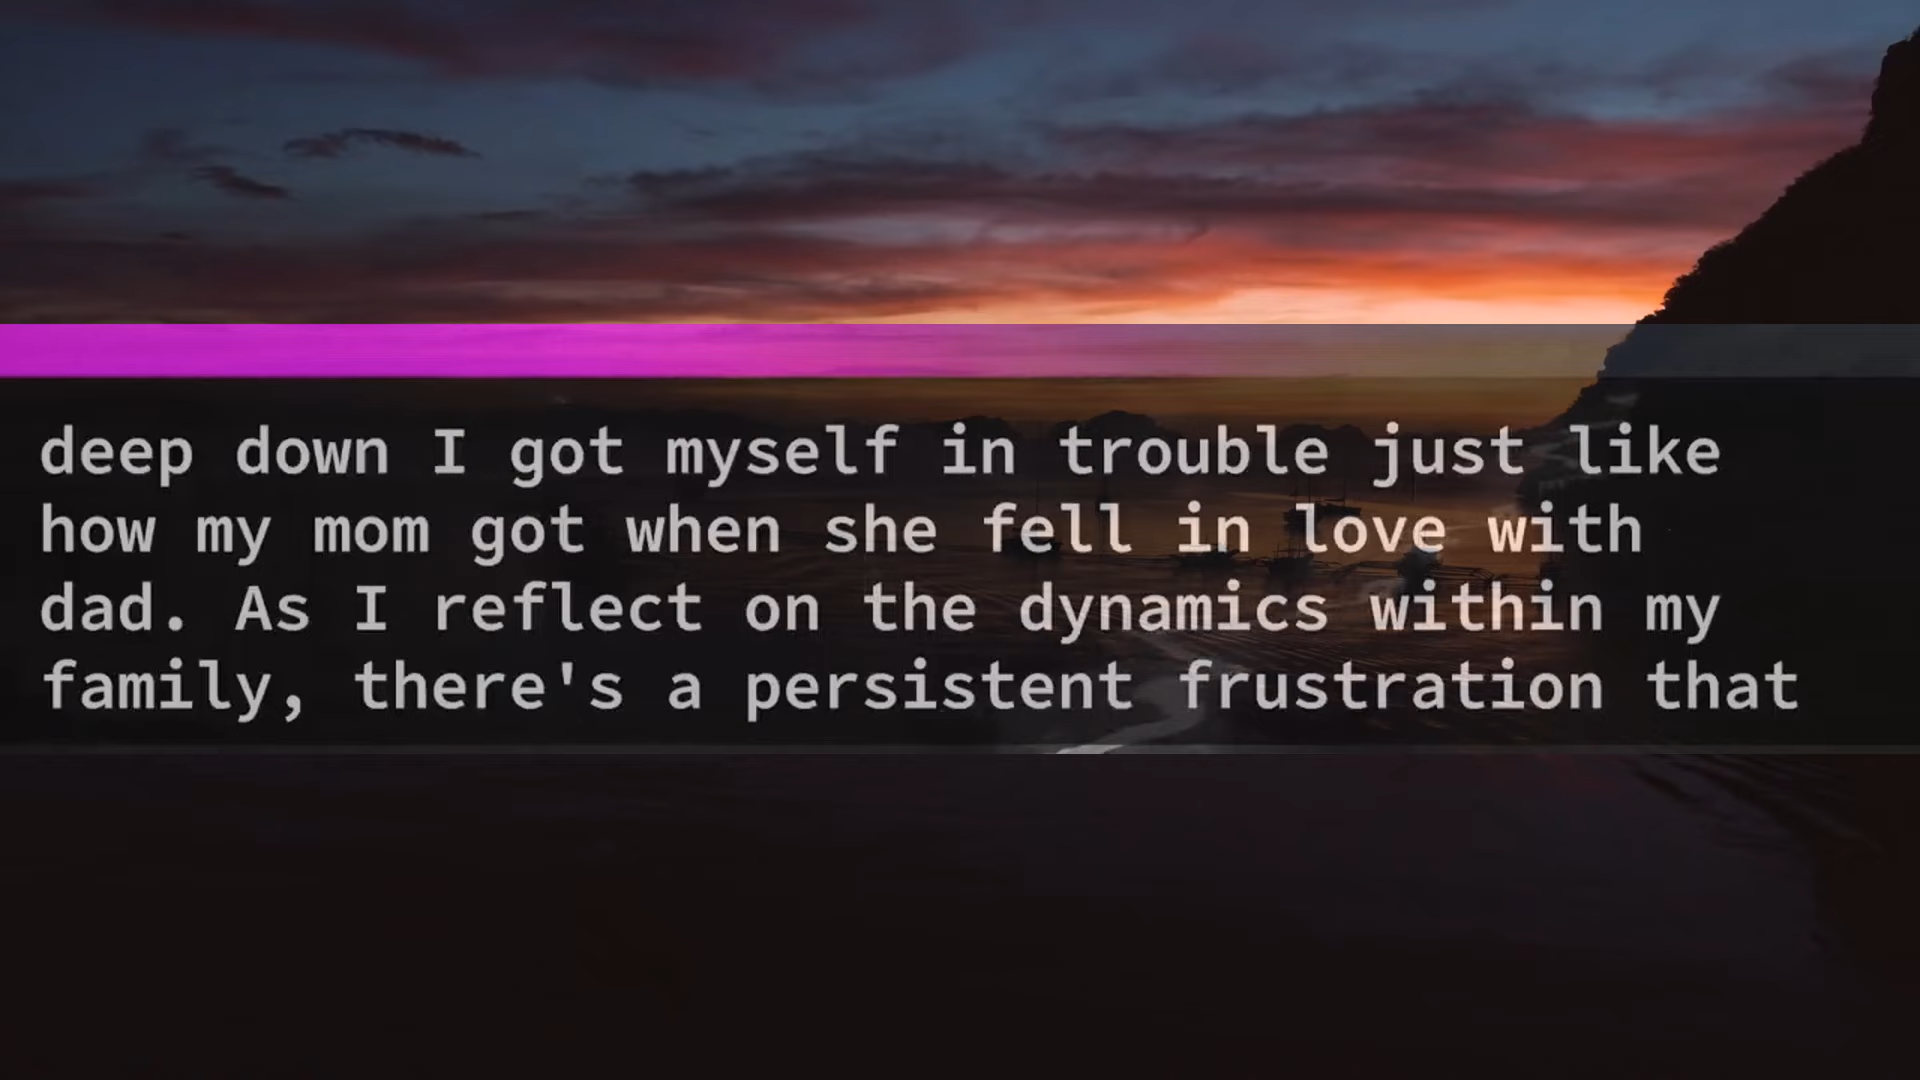 deep down I got myself in trouble just like
how my mom got when she fell in love with
dad. As I reflect on the dynamics within my
family, there's a persistent frustration that